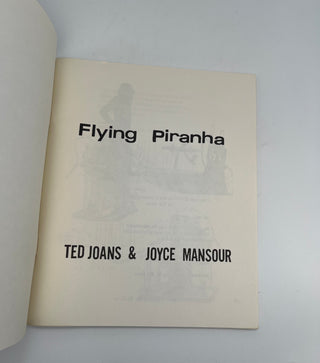 Flying Piranha
TED JOANS & JOYCE MANSOUR